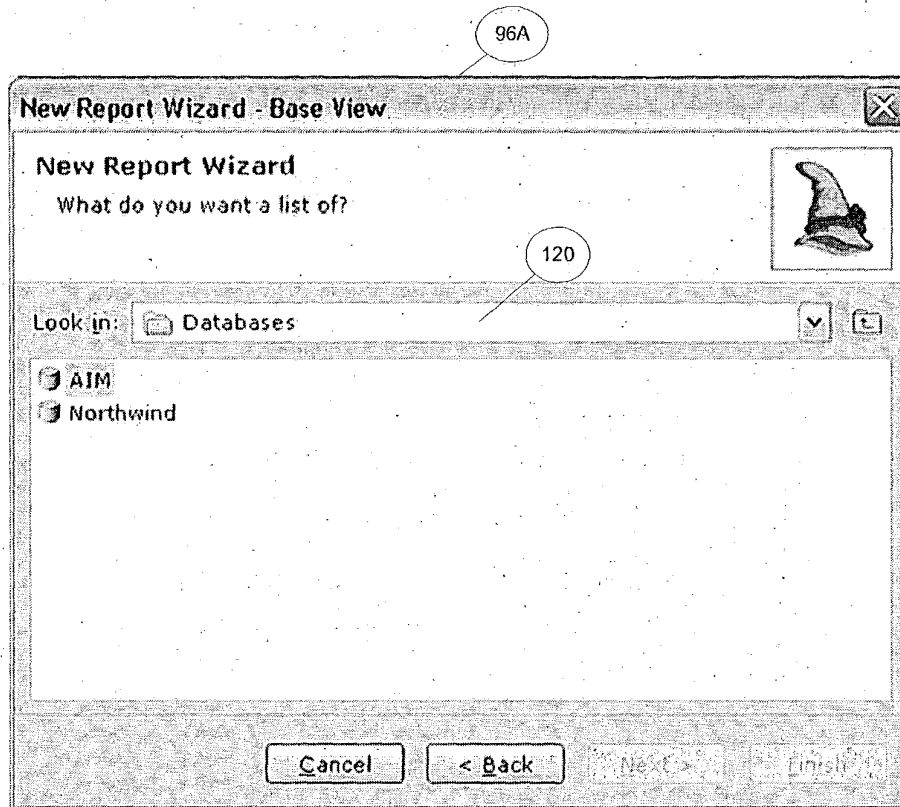 96A
New Report Wizard - Base View
New Report Wizard
What do you want a list of?
120
Look in: Databases
AIM
Northwind
Cancel < Back Next > Finish